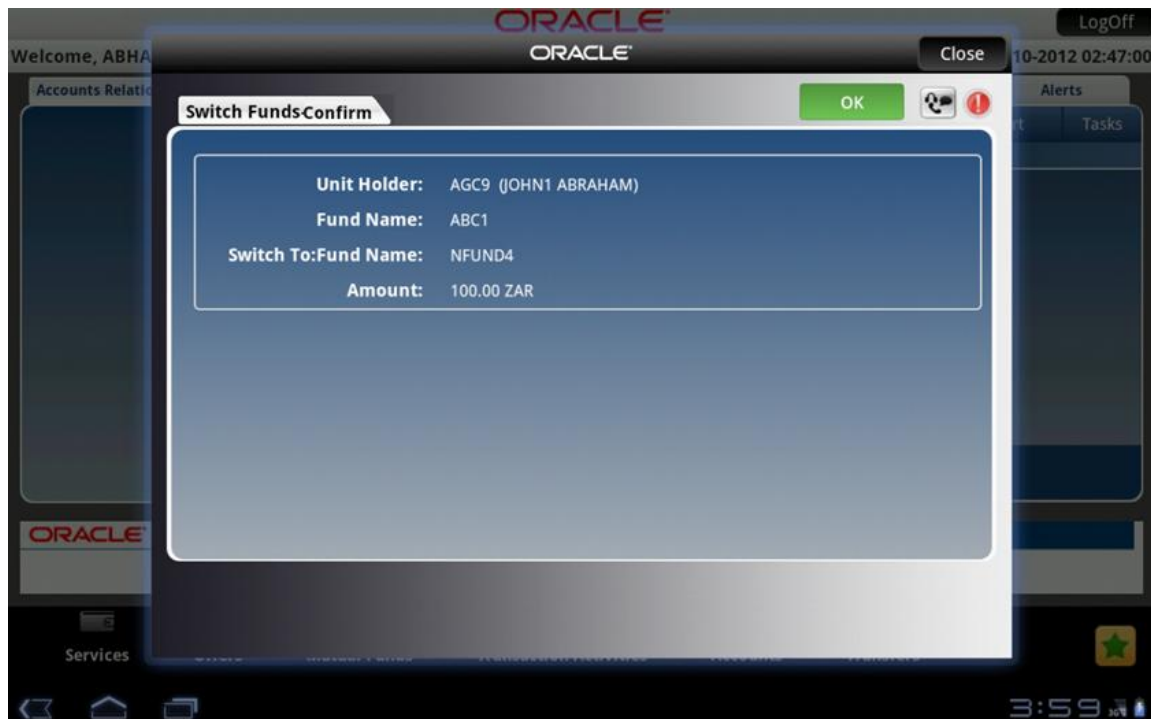 ORACLE
LogOff
Welcome, ABHA
ORACLE
Close
10-2012 02:47:00
Accounts Relatio
Alerts
Switch Funds-Confirm
OK
rt
Tasks
Unit Holder: AGC9 (JOHN1 ABRAHAM)
Fund Name: ABC1
Switch To:Fund Name: NFUND4
Amount: 100.00 ZAR
ORACLE
Services
3:59
3G